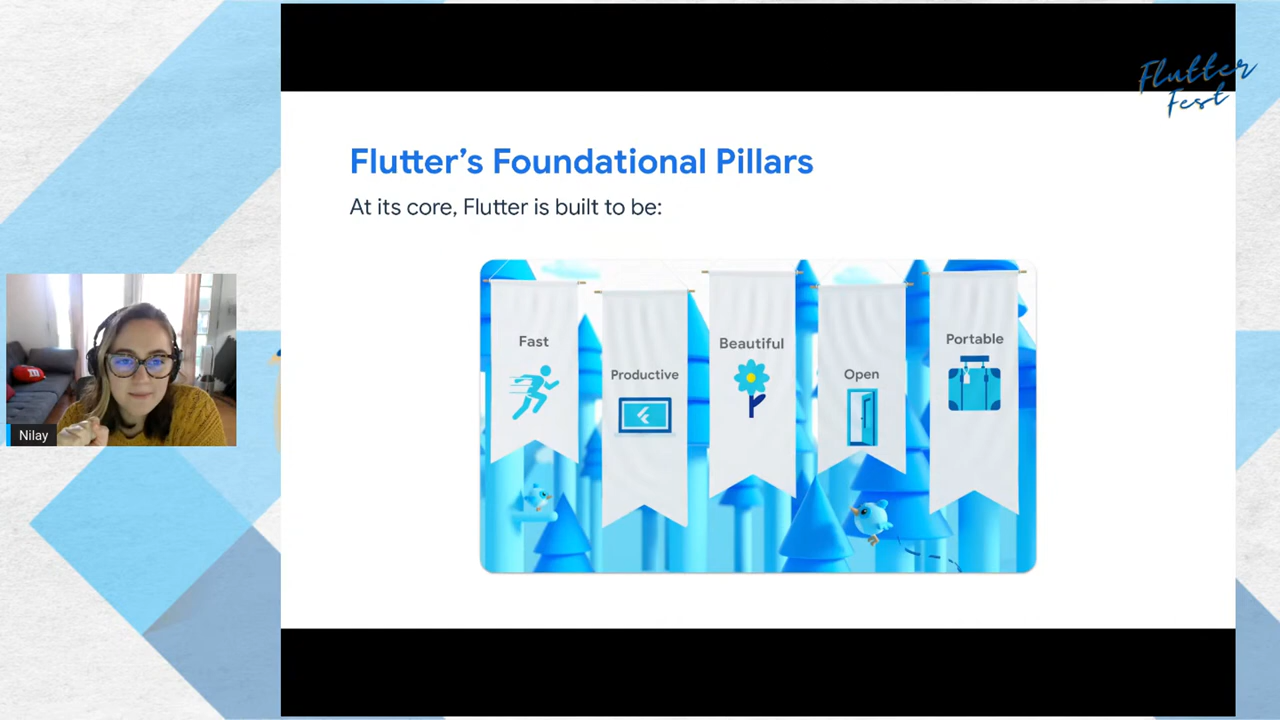 Flutter
Fest
Flutter's Foundational Pillars
At its core, Flutter is built to be:
Fast
Productive
Beautiful
Open
Portable
Nilay